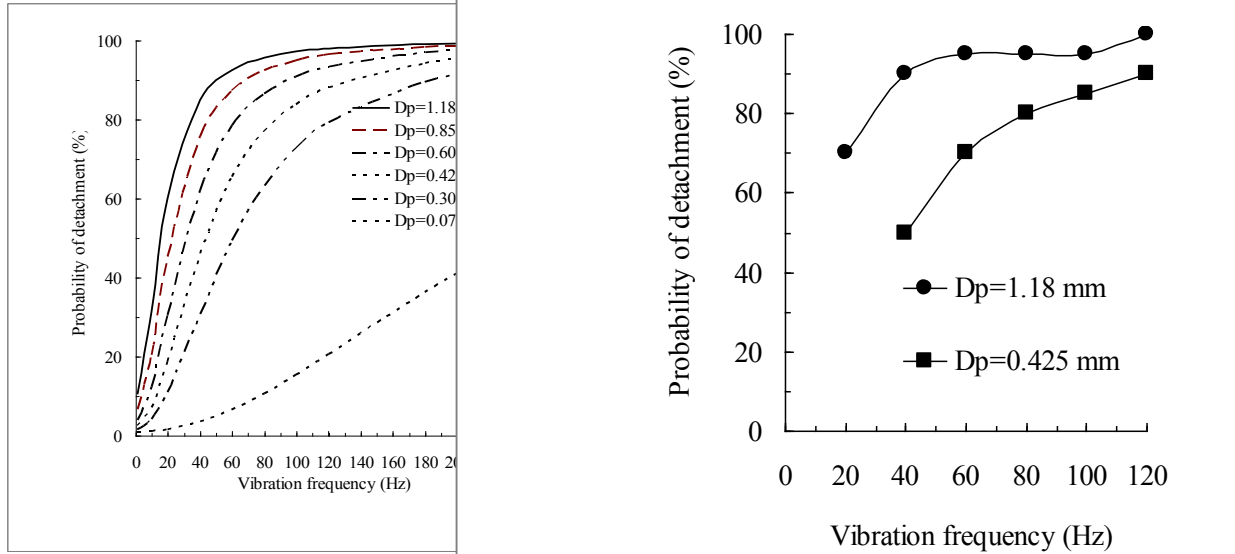 100
80
60
40
20
0
Probability of detachment (%)
Dp=1.18
Dp=0.85
Dp=0.60
Dp=0.42
Dp=0.30
Dp=0.07
0 20 40 60 80 100 120 140 160 180 20
Vibration frequency (Hz)
100
80
60
40
20
0
Probability of detachment (%)
Dp=1.18 mm
Dp=0.425 mm
0 20 40 60 80 100 120
Vibration frequency (Hz)